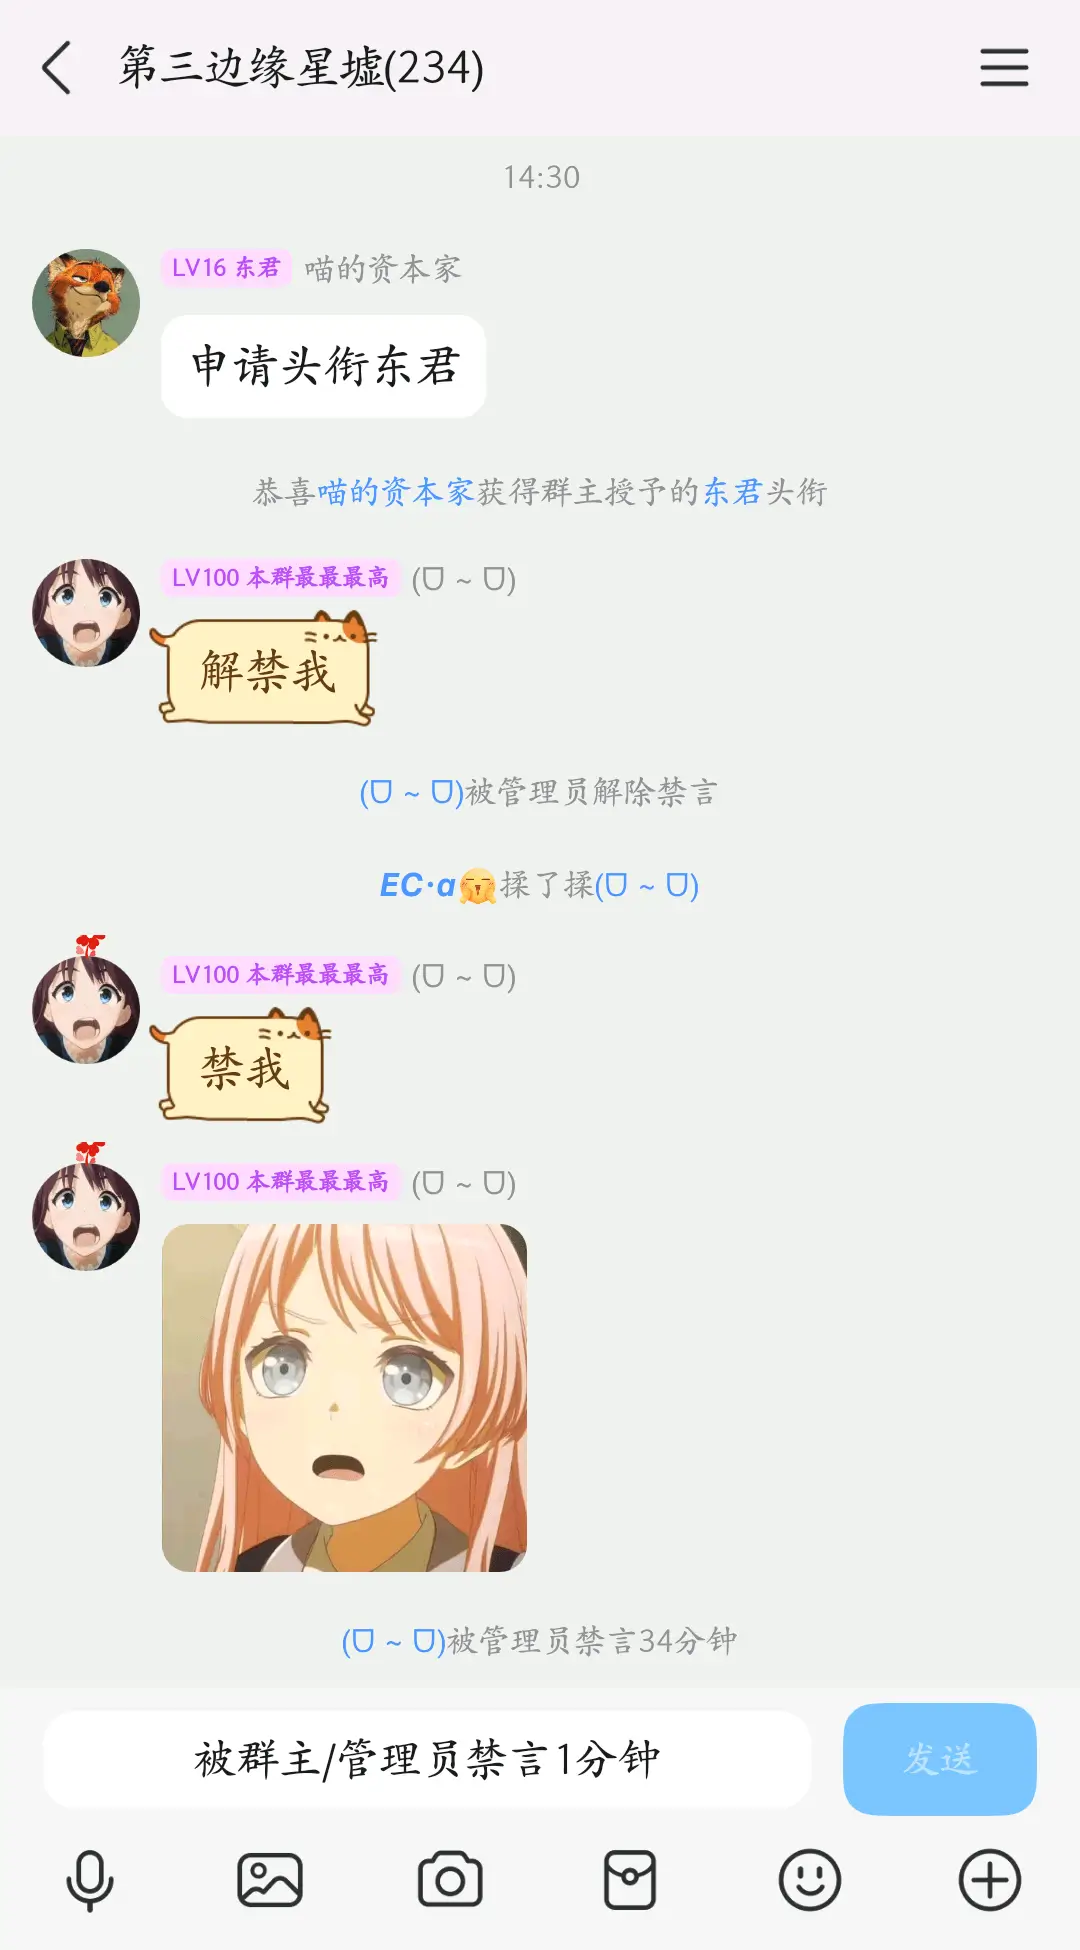 第三边缘星墟(234)
14:30
LV16 东君 喵的资本家
申请头衔东君
恭喜喵的资本家获得群主授予的东君头衔
LV100 本群最最最高 (ᗜ ~ ᗜ)
解禁我
(ᗜ ~ ᗜ)被管理员解除禁言
EC·a🫣揉了揉(ᗜ ~ ᗜ)
LV100 本群最最最高 (ᗜ ~ ᗜ)
禁我
LV100 本群最最最高 (ᗜ ~ ᗜ)
(ᗜ ~ ᗜ)被管理员禁言34分钟
被群主/管理员禁言1分钟
发送